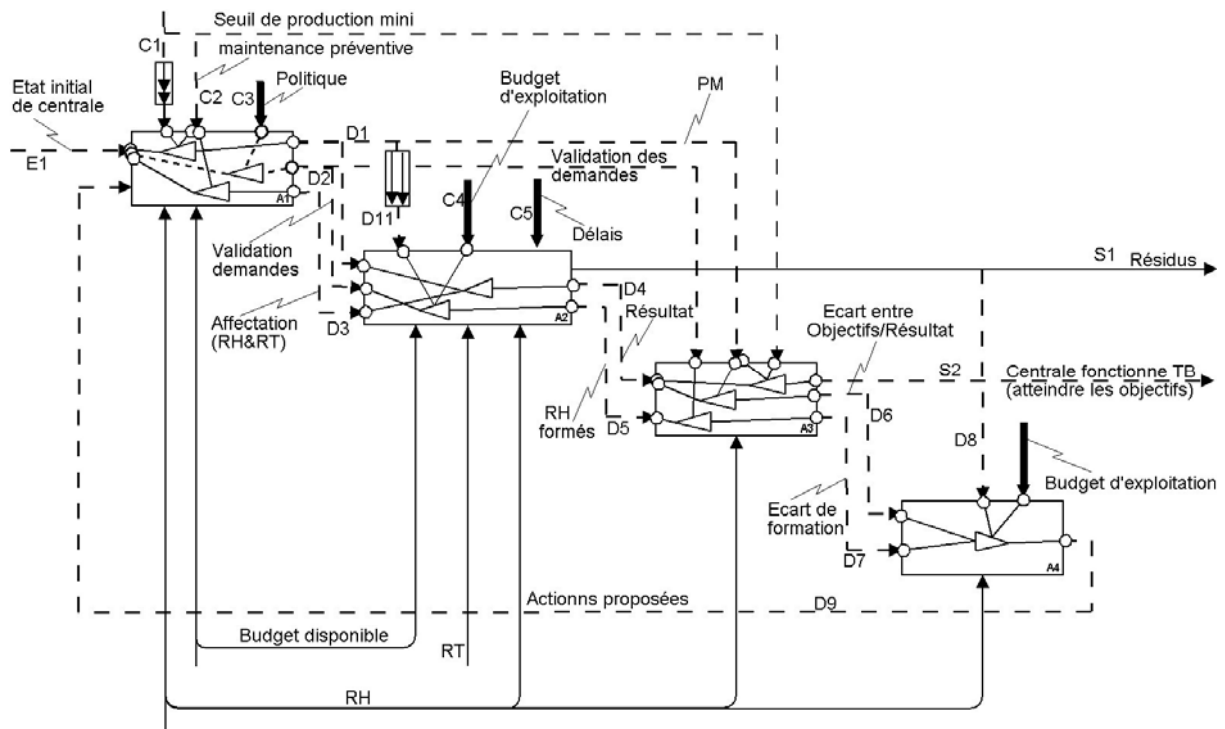 Seuil de production mini
C1
maintenance préventive
Politique
C2
C3
Etat initial
de centrale
E1
Budget
d'exploitation
PM
D1
D2
Validation des
demandes
A1
D11
C4
C5
Délais
Validation
demandes
Affectation
(RH&RT)
D3
A2
D4
Résultat
S1
Résidus
Ecart entre
Objectifs/Résultat
S2
Centrale fonctionne TB
(atteindre les objectifs)
RH
formés
D5
A3
D6
D8
Budget d'exploitation
Ecart de
formation
D7
A4
Actionns proposées
D9
Budget disponible
RT
RH